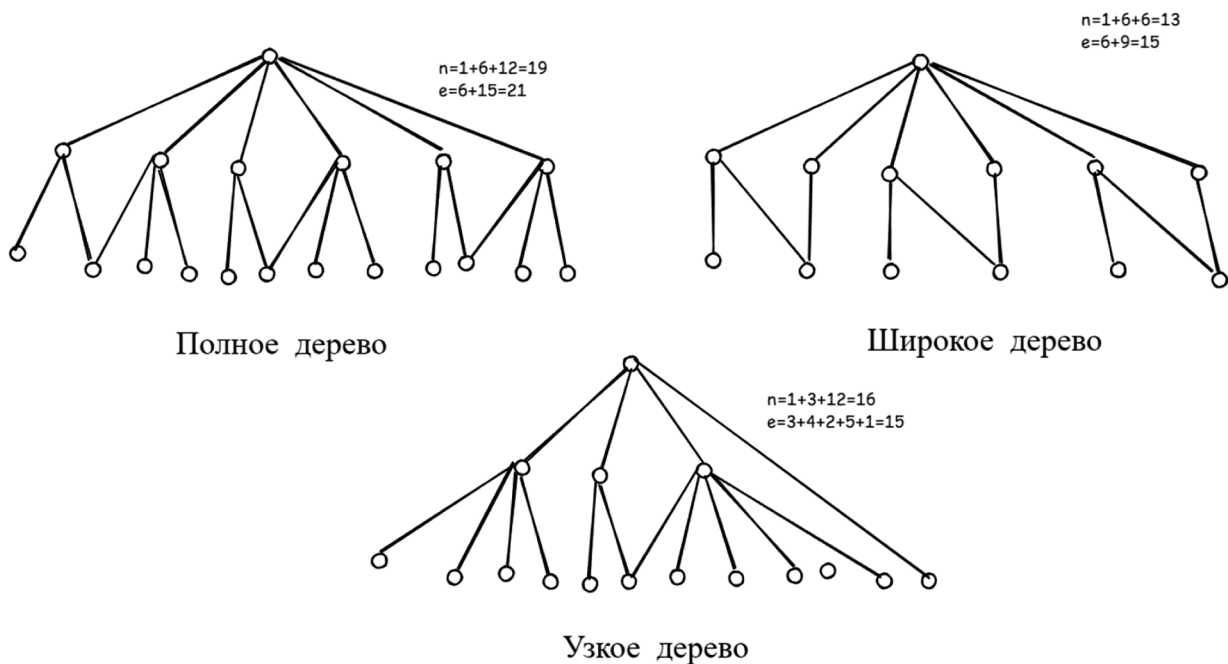 n=1+6+12=19
e=6+15=21
Полное дерево
n=1+6+6=13
e=6+9=15
Широкое дерево
n=1+3+12=16
e=3+4+2+5+1=15
Узкое дерево